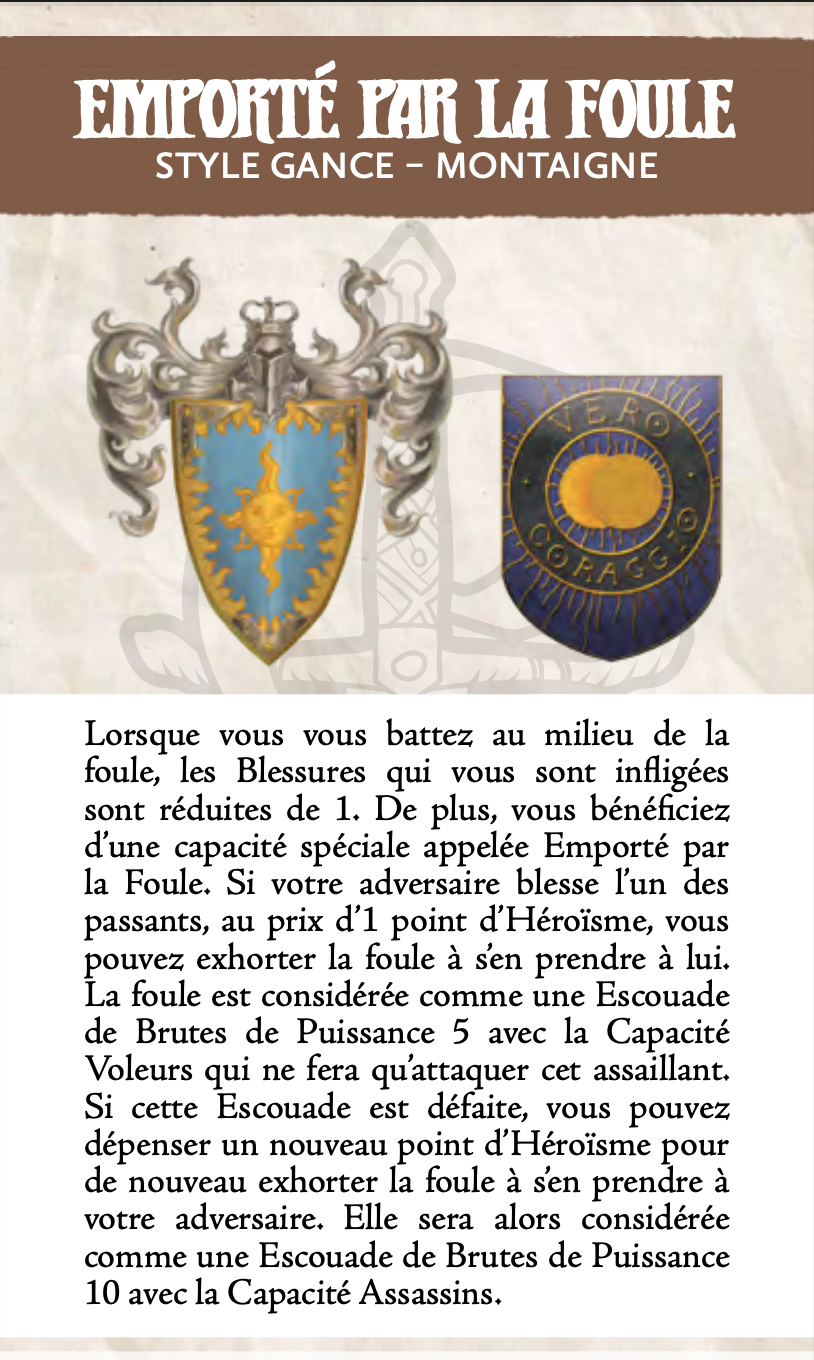 EMPORTÉ PAR LA FOULE
STYLE GANCE – MONTAIGNE
VERO
CORAGGIO
Lorsque vous vous battez au milieu de la
foule, les Blessures qui vous sont infligées
sont réduites de 1. De plus, vous bénéficiez
d’une capacité spéciale appelée Emporté par
la Foule. Si votre adversaire blesse l’un des
passants, au prix d’1 point d’Héroïsme, vous
pouvez exhorter la foule à s’en prendre à lui.
La foule est considérée comme une Escouade
de Brutes de Puissance 5 avec la Capacité
Voleurs qui ne fera qu’attaquer cet assaillant.
Si cette Escouade est défaite, vous pouvez
dépenser un nouveau point d’Héroïsme pour
de nouveau exhorter la foule à s’en prendre à
votre adversaire. Elle sera alors considérée
comme une Escouade de Brutes de Puissance
10 avec la Capacité Assassins.